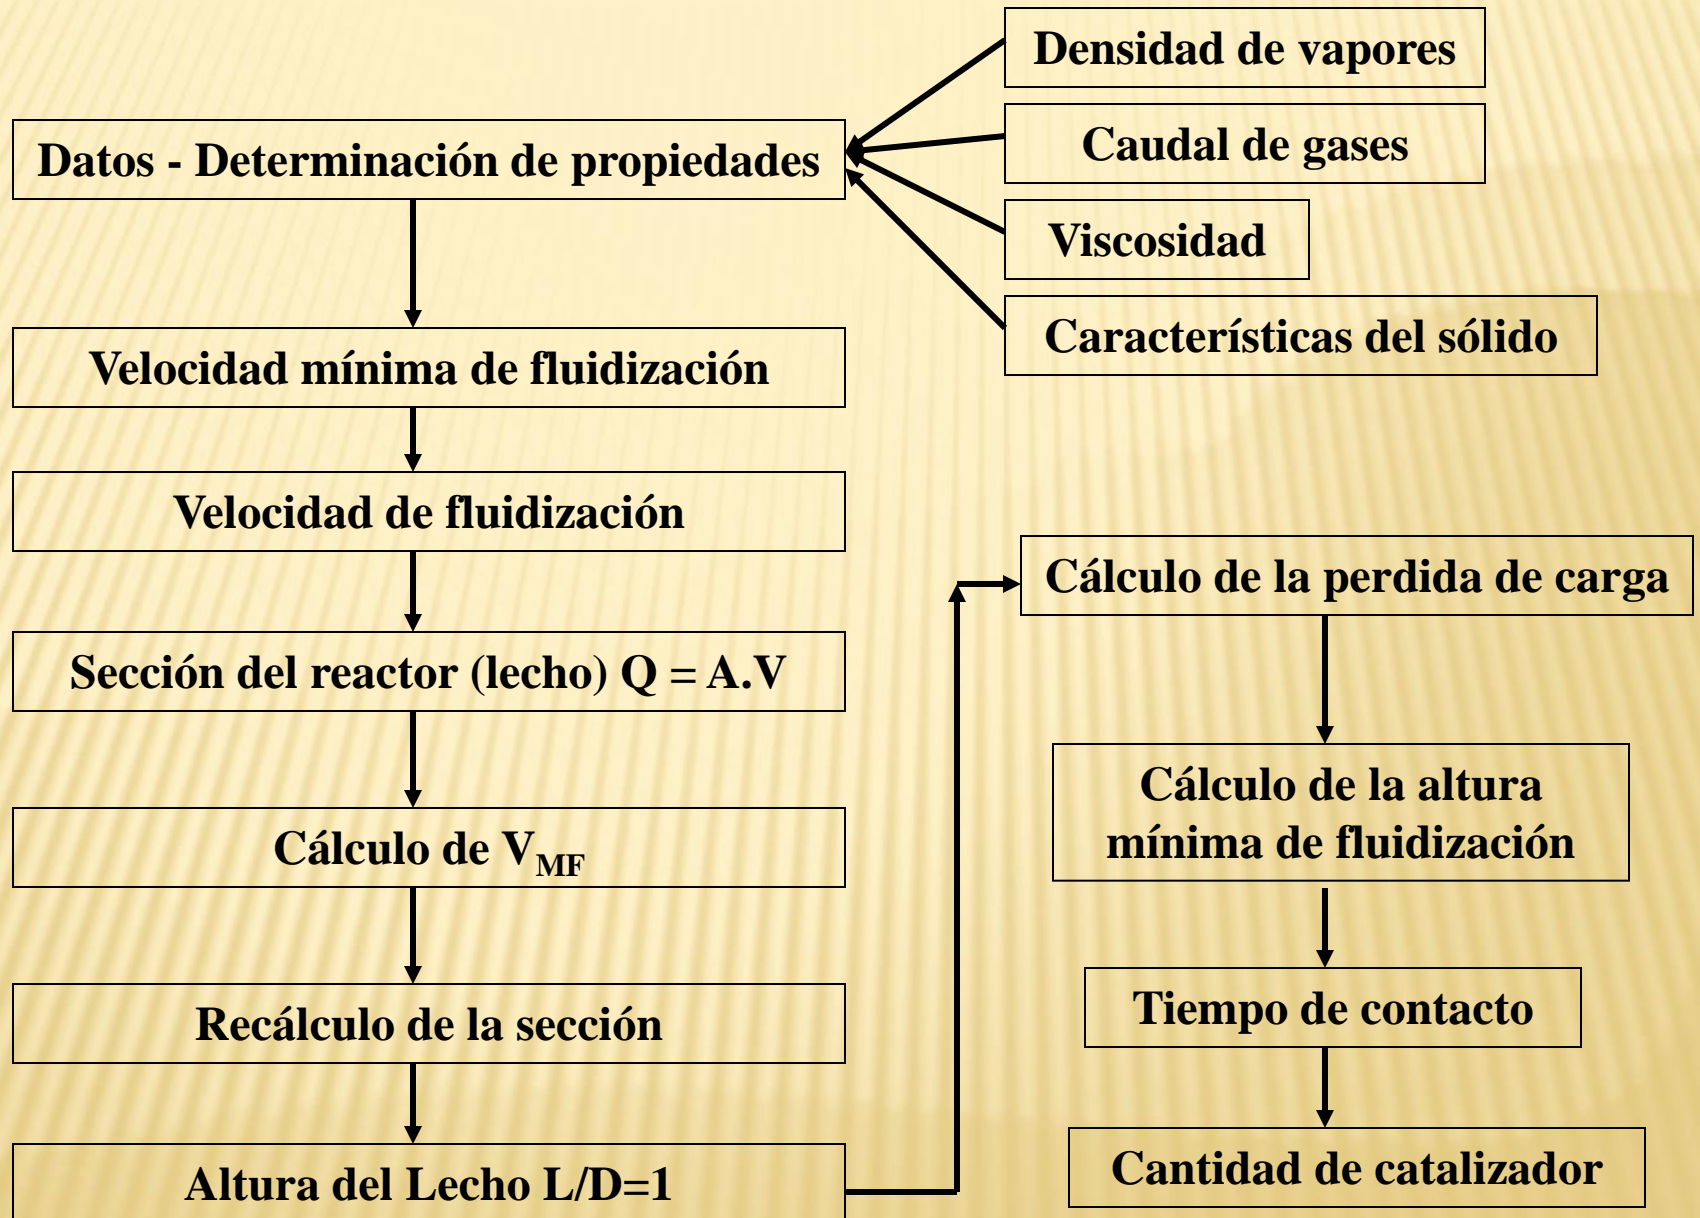 Densidad de vapores
Datos - Determinación de propiedades
Caudal de gases
Viscosidad
Características del sólido
Velocidad mínima de fluidización
Velocidad de fluidización
Sección del reactor (lecho) Q = A.V
Cálculo de V_MF
Recálculo de la sección
Altura del Lecho L/D=1
Cálculo de la perdida de carga
Cálculo de la altura
mínima de fluidización
Tiempo de contacto
Cantidad de catalizador